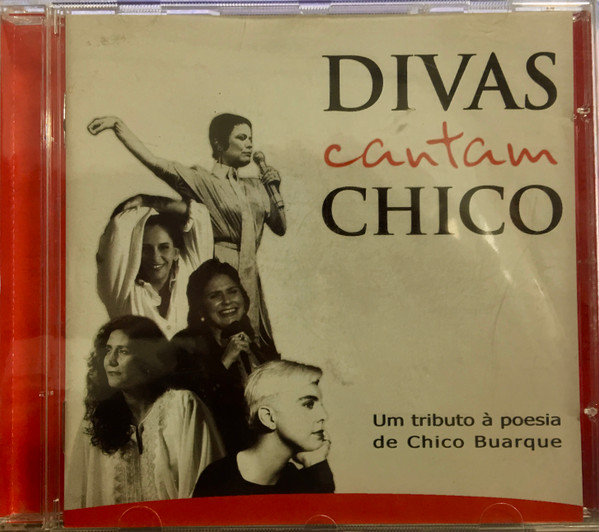 DIVAS
cantam
CHICO
Um tributo à poesia
de Chico Buarque